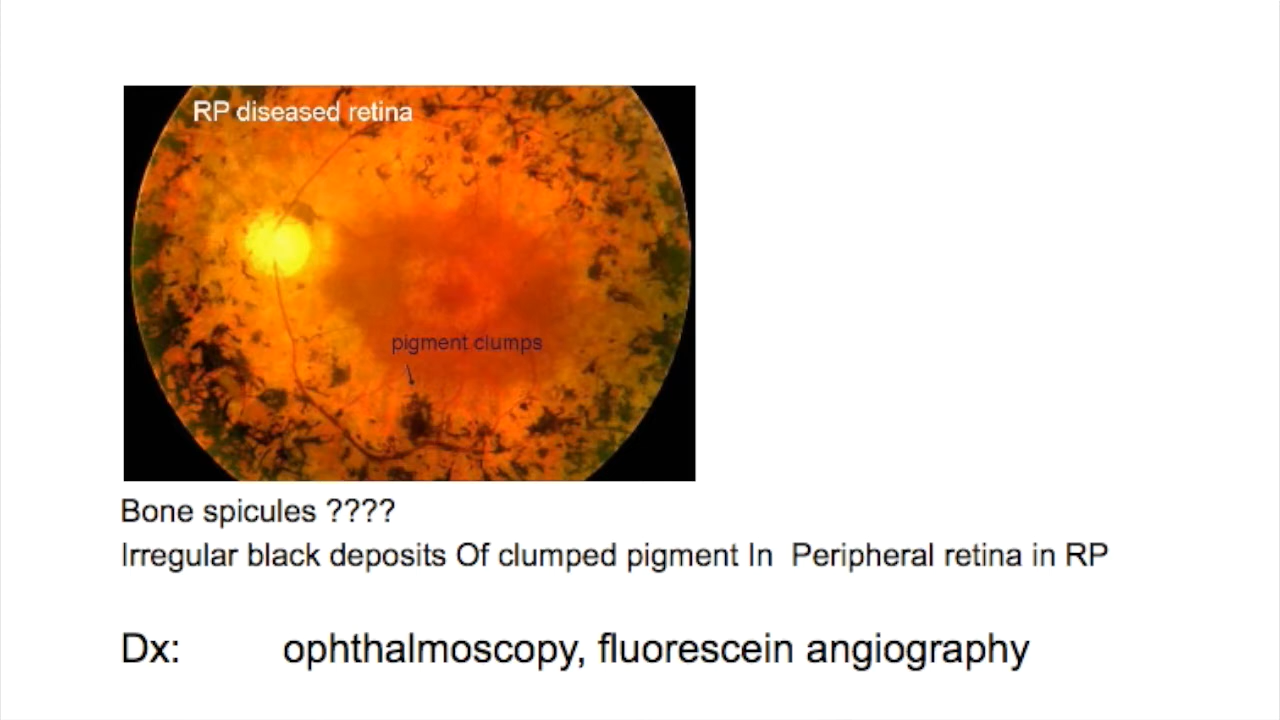 RP diseased retina
pigment clumps
Bone spicules ????
Irregular black deposits Of clumped pigment In  Peripheral retina in RP
Dx: ophthalmoscopy, fluorescein angiography